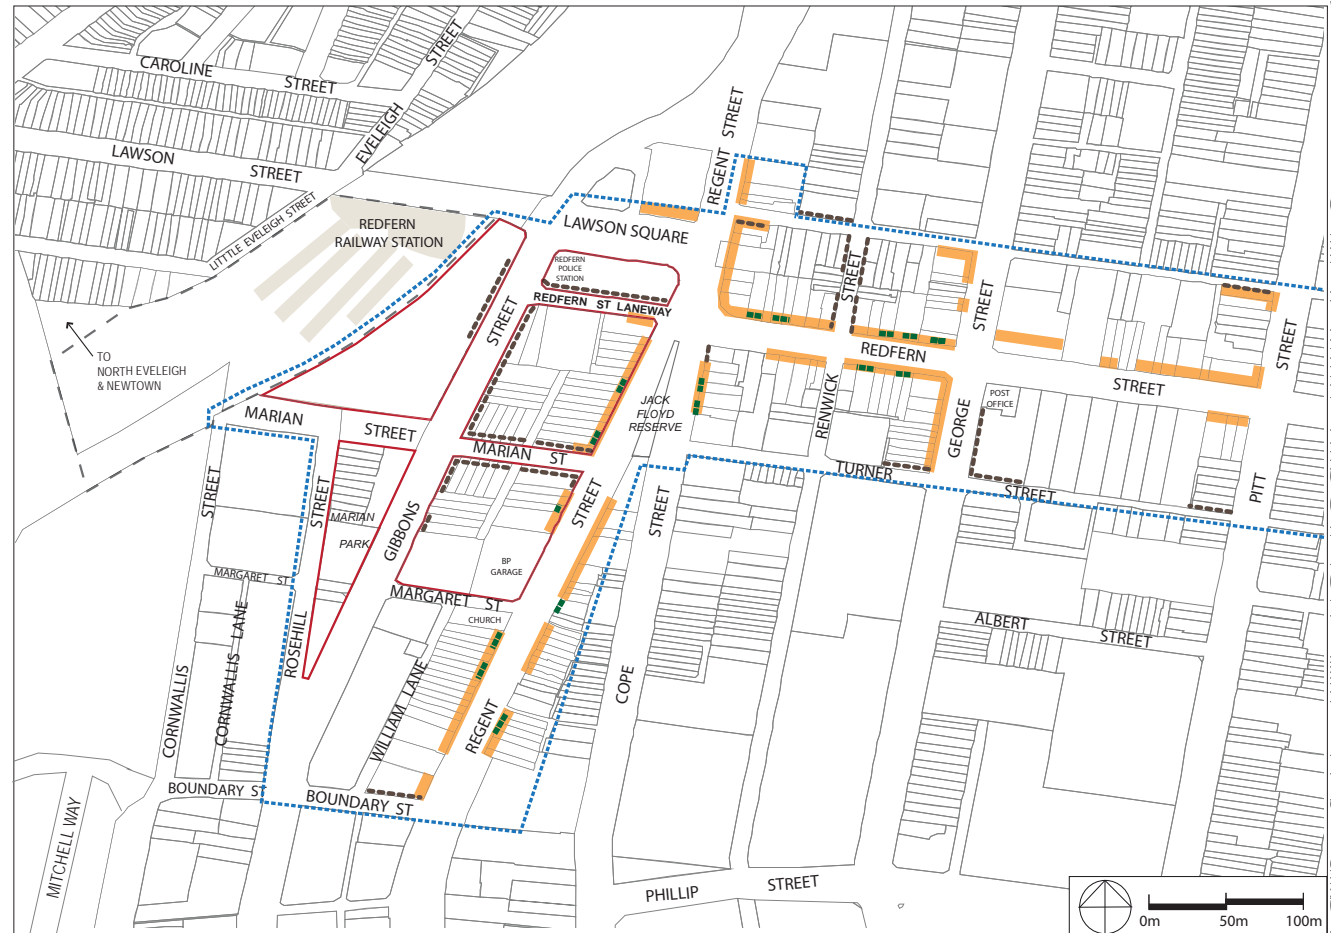 CAROLINE
STREET
STREET
EVELEIGH
LAWSON
STREET
LITTLE EVELEIGH STREET
REDFERN
RAILWAY STATION
TO
NORTH EVELEIGH
& NEWTOWN
REGENT
STREET
LAWSON SQUARE
REDFERN
POLICE
STATION
REDFERN ST LANEWAY
STREET
STREET
STREET
STREET
REDFERN
STREET
JACK
FLOYD
RESERVE
RENWICK
GEORGE
POST
OFFICE
MARIAN
STREET
MARIAN ST
TURNER
STREET
PITT
STREET
STREET
MARIAN
PARK
GIBBONS
STREET
STREET
BP
GARAGE
MARGARET ST
MARGARET ST
CHURCH
CORNWALLIS
CORNWALLIS LANE
ROSEHILL
WILLIAM LANE
REGENT
COPE
ALBERT
STREET
BOUNDARY ST
BOUNDARY ST
MITCHELL WAY
PHILLIP
STREET
0m
50m
100m